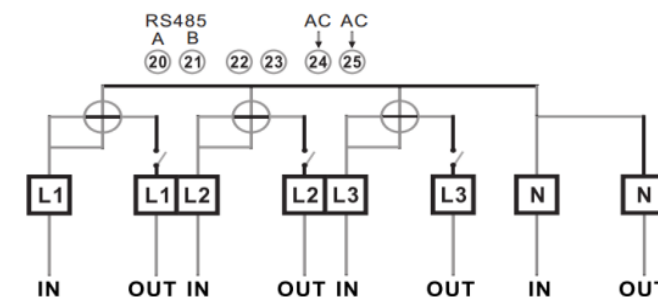 RS485 AC AC
A B
20 21 22 23 24 25
L1 L1 L2 L2 L3 L3 N N
IN OUT IN OUT IN OUT IN OUT